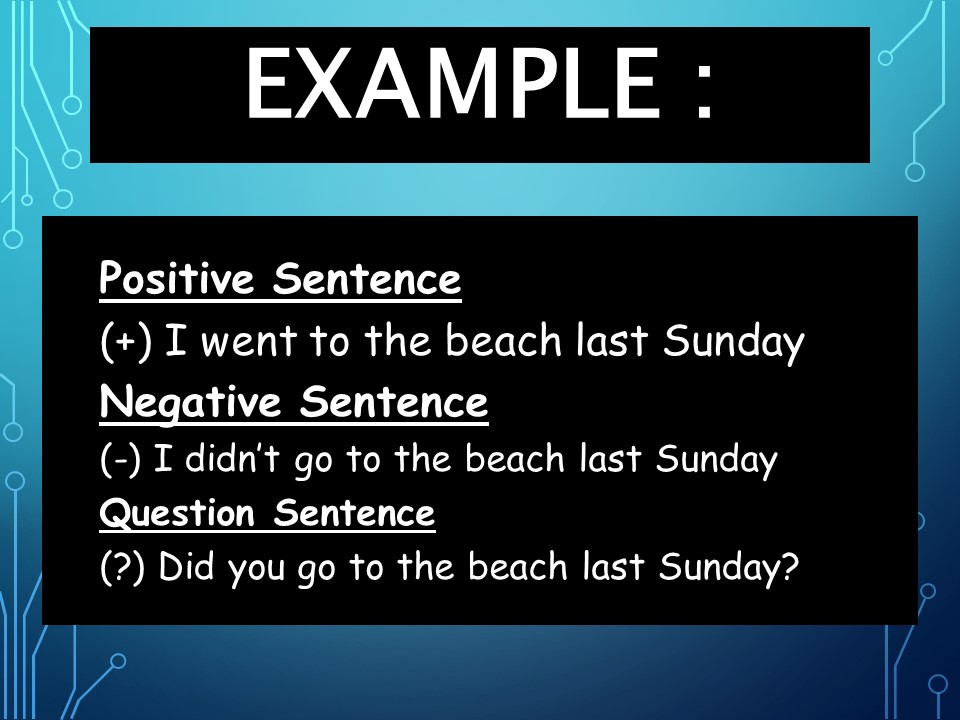 EXAMPLE :
Positive Sentence
(+) I went to the beach last Sunday
Negative Sentence
(-) I didn’t go to the beach last Sunday
Question Sentence
(?) Did you go to the beach last Sunday?